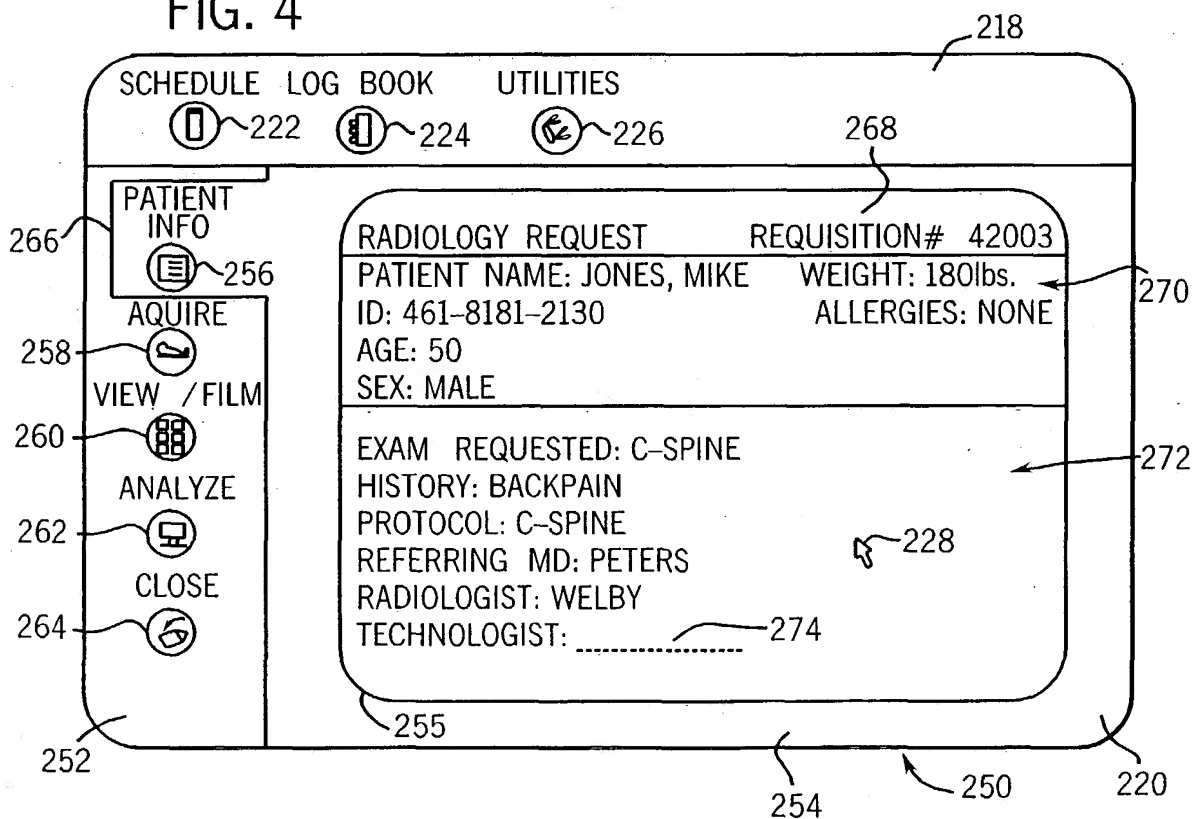 FIG. 4
218
SCHEDULE LOG BOOK UTILITIES
222 224 226
268
266
PATIENT
INFO
256
RADIOLOGY REQUEST REQUISITION# 42003
PATIENT NAME: JONES, MIKE WEIGHT: 180lbs.
270
ID: 461-8181-2130 ALLERGIES: NONE
AGE: 50
SEX: MALE
AQUIRE
258
VIEW / FILM
260
EXAM REQUESTED: C-SPINE
272
HISTORY: BACKPAIN
PROTOCOL: C-SPINE
REFERRING MD: PETERS
228
RADIOLOGIST: WELBY
TECHNOLOGIST:
274
ANALYZE
262
CLOSE
264
255
252 254 250 220